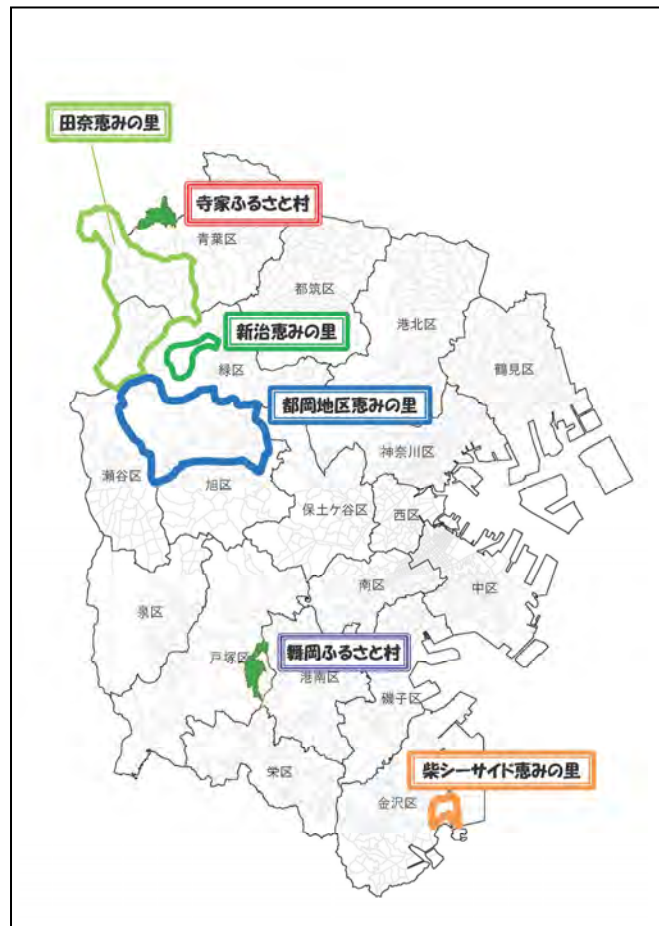 田奈恵みの里
寺家ふるさと村
青葉区
都筑区
港北区
新治恵みの里
緑区
鶴見区
都岡地区恵みの里
神奈川区
瀬谷区
旭区
保土ケ谷区
西区
南区
中区
泉区
戸塚区
舞岡ふるさと村
港南区
磯子区
栄区
柴シーサイド恵みの里
金沢区